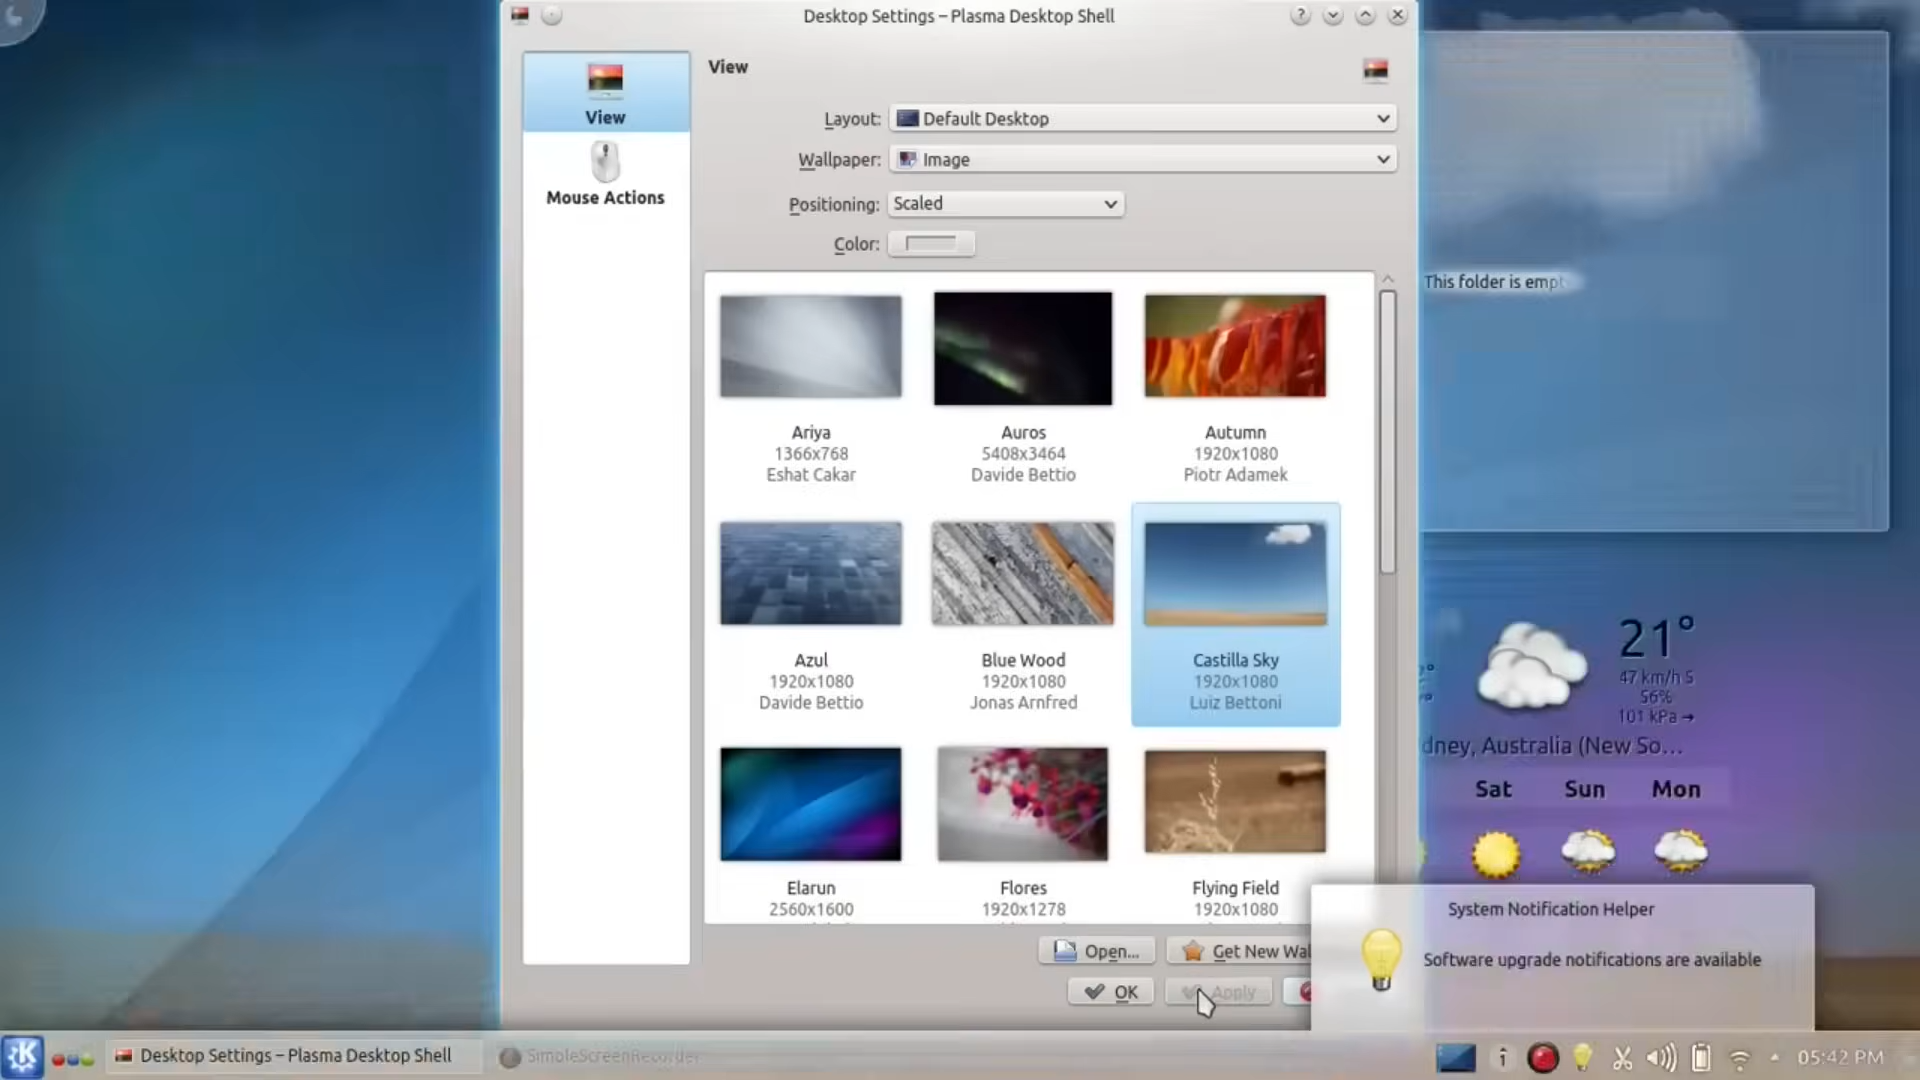 Desktop Settings – Plasma Desktop Shell
View
View
Mouse Actions
Layout: Default Desktop
Wallpaper: Image
Positioning: Scaled
Color:
Ariya
1366x768
Eshat Cakar
Auros
5408x3464
Davide Bettio
Autumn
1920x1080
Piotr Adamek
Azul
1920x1080
Davide Bettio
Blue Wood
1920x1080
Jonas Arnfred
Castilla Sky
1920x1080
Luiz Bettoni
Elarun
2560x1600
Flores
1920x1278
Flying Field
1920x1080
Open...
Get New Wal
OK
Apply
This folder is empt
21°
47 km/h S
56%
101 kPa →
dney, Australia (New So...
Sat Sun Mon
System Notification Helper
Software upgrade notifications are available
Desktop Settings – Plasma Desktop Shell
SimpleScreenRecorder
05:42 PM